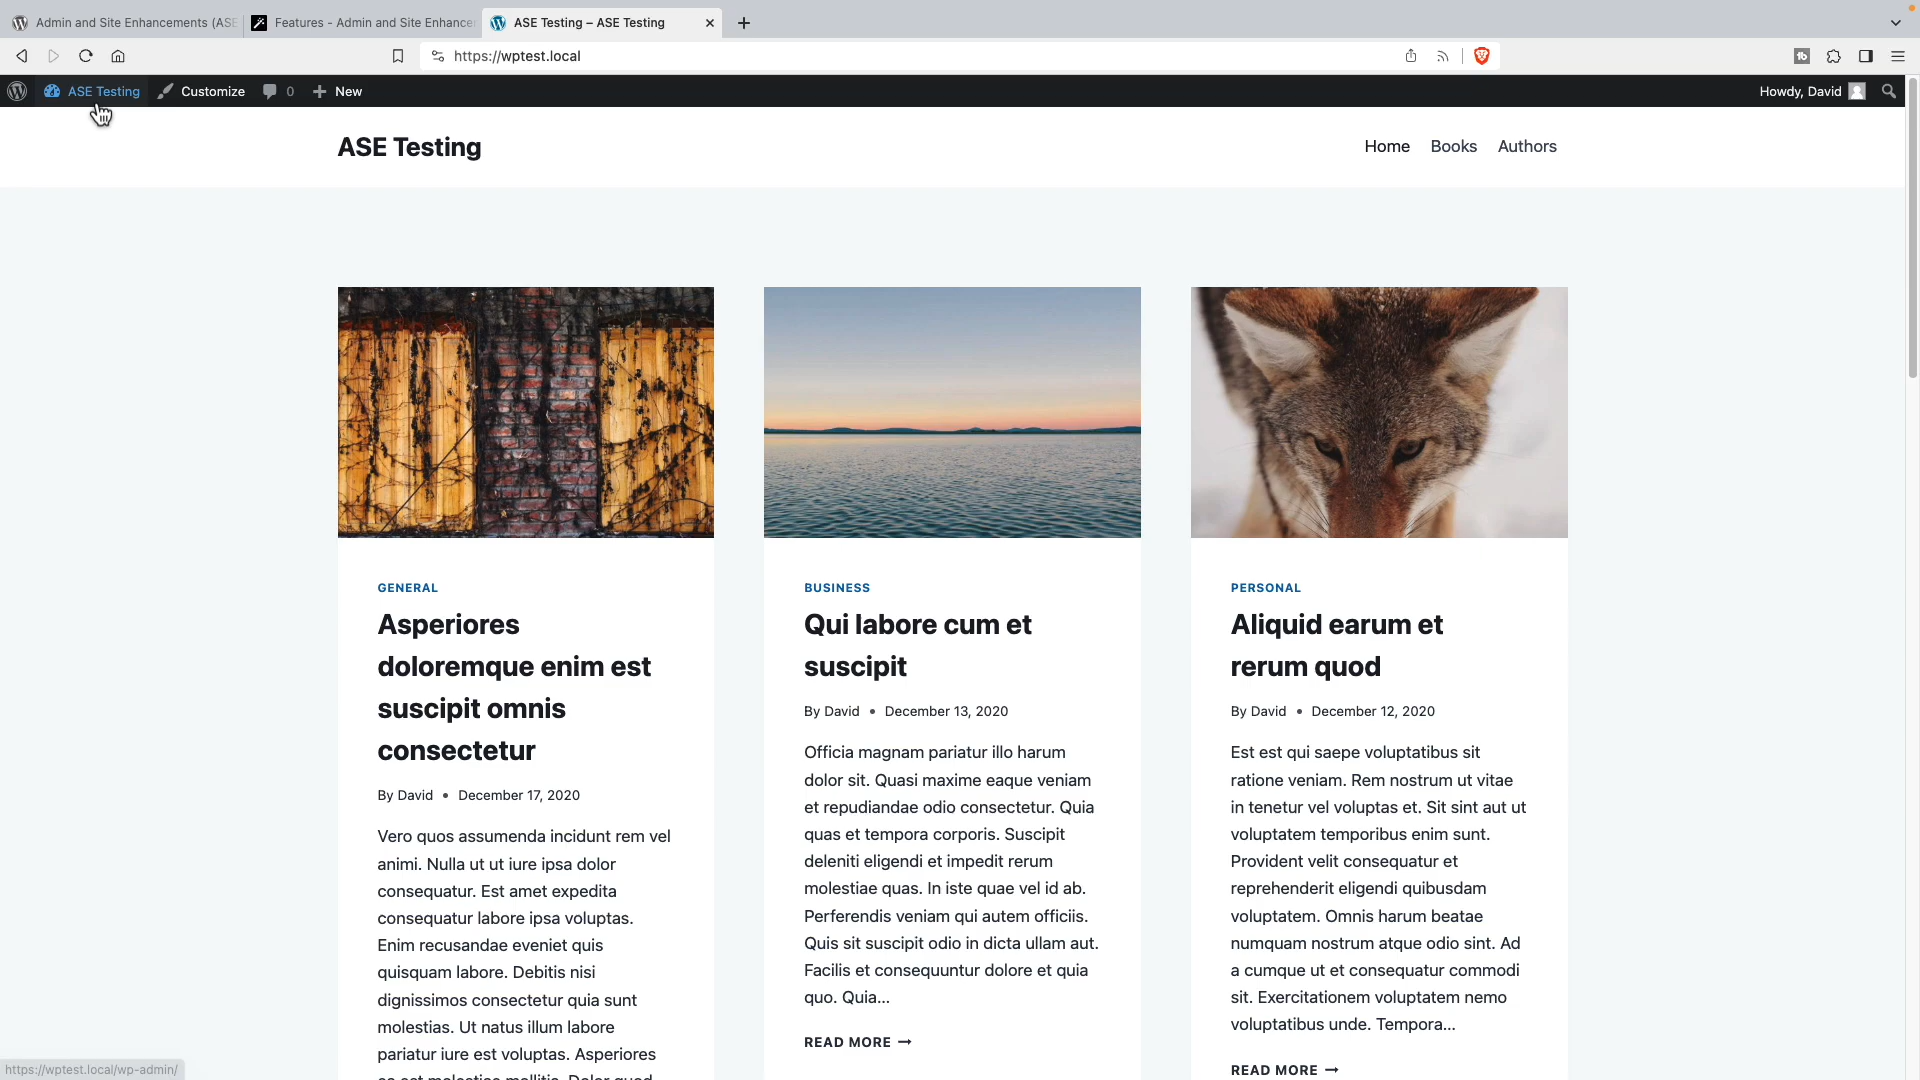 Admin and Site Enhancements (ASE
Features - Admin and Site Enhance
ASE Testing – ASE Testing
https://wptest.local
ASE Testing
Customize
0
New
Howdy, David
ASE Testing
Home
Books
Authors
GENERAL
Asperiores
doloremque enim est
suscipit omnis
consectetur
By David • December 17, 2020
Vero quos assumenda incidunt rem vel
animi. Nulla ut ut iure ipsa dolor
consequatur. Est amet expedita
consequatur labore ipsa voluptas.
Enim recusandae eveniet quis
quisquam labore. Debitis nisi
dignissimos consectetur quia sunt
molestias. Ut natus illum labore
pariatur iure est voluptas. Asperiores
BUSINESS
Qui labore cum et
suscipit
By David • December 13, 2020
Officia magnam pariatur illo harum
dolor sit. Quasi maxime eaque veniam
et repudiandae odio consectetur. Quia
quas et tempora corporis. Suscipit
deleniti eligendi et impedit rerum
molestiae quas. In iste quae vel id ab.
Perferendis veniam qui autem officiis.
Quis sit suscipit odio in dicta ullam aut.
Facilis et consequuntur dolore et quia
quo. Quia...
READ MORE →
PERSONAL
Aliquid earum et
rerum quod
By David • December 12, 2020
Est est qui saepe voluptatibus sit
ratione veniam. Rem nostrum ut vitae
in tenetur vel voluptas et. Sit sint aut ut
voluptatem temporibus enim sunt.
Provident velit consequatur et
reprehenderit eligendi quibusdam
voluptatem. Omnis harum beatae
numquam nostrum atque odio sint. Ad
a cumque ut et consequatur commodi
sit. Exercitationem voluptatem nemo
voluptatibus unde. Tempora...
READ MORE →
https://wptest.local/wp-admin/